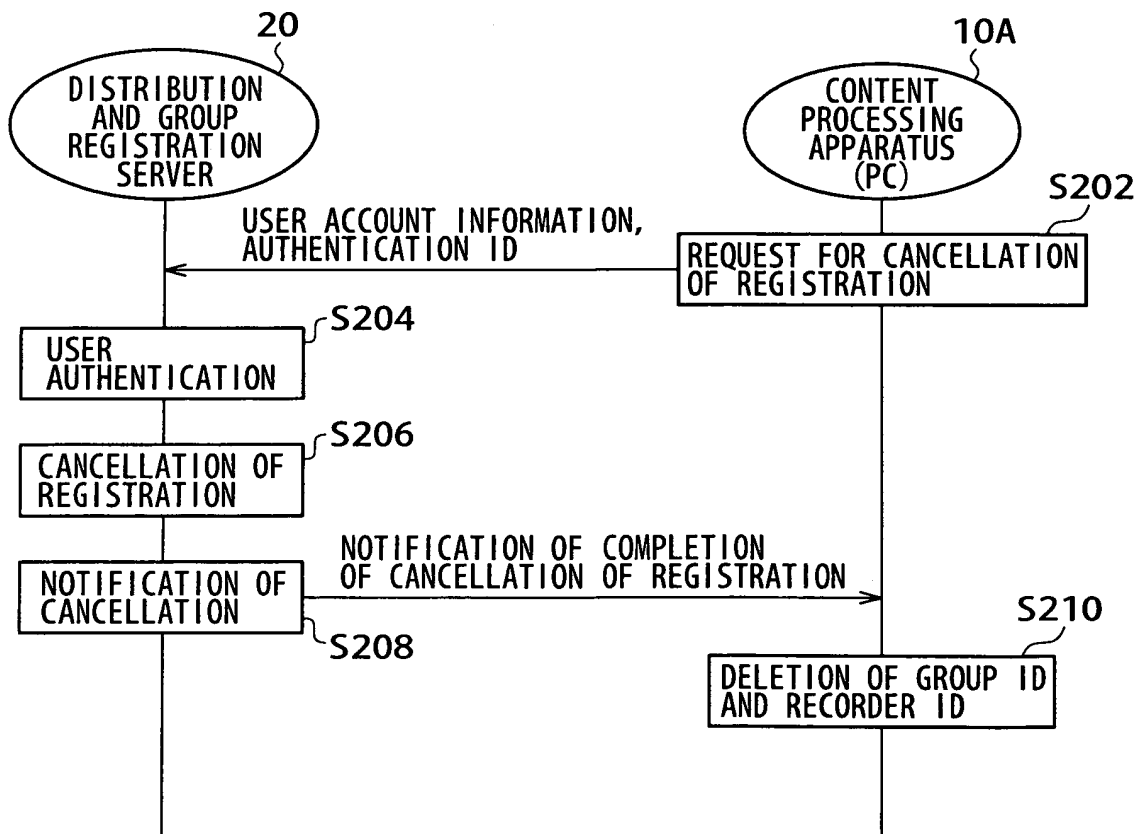 20
DISTRIBUTION
AND GROUP
REGISTRATION
SERVER
10A
CONTENT
PROCESSING
APPARATUS
(PC)
S202
USER ACCOUNT INFORMATION,
AUTHENTICATION ID
REQUEST FOR CANCELLATION
OF REGISTRATION
S204
USER
AUTHENTICATION
S206
CANCELLATION OF
REGISTRATION
NOTIFICATION OF COMPLETION
OF CANCELLATION OF REGISTRATION
NOTIFICATION OF
CANCELLATION
S208
S210
DELETION OF GROUP ID
AND RECORDER ID